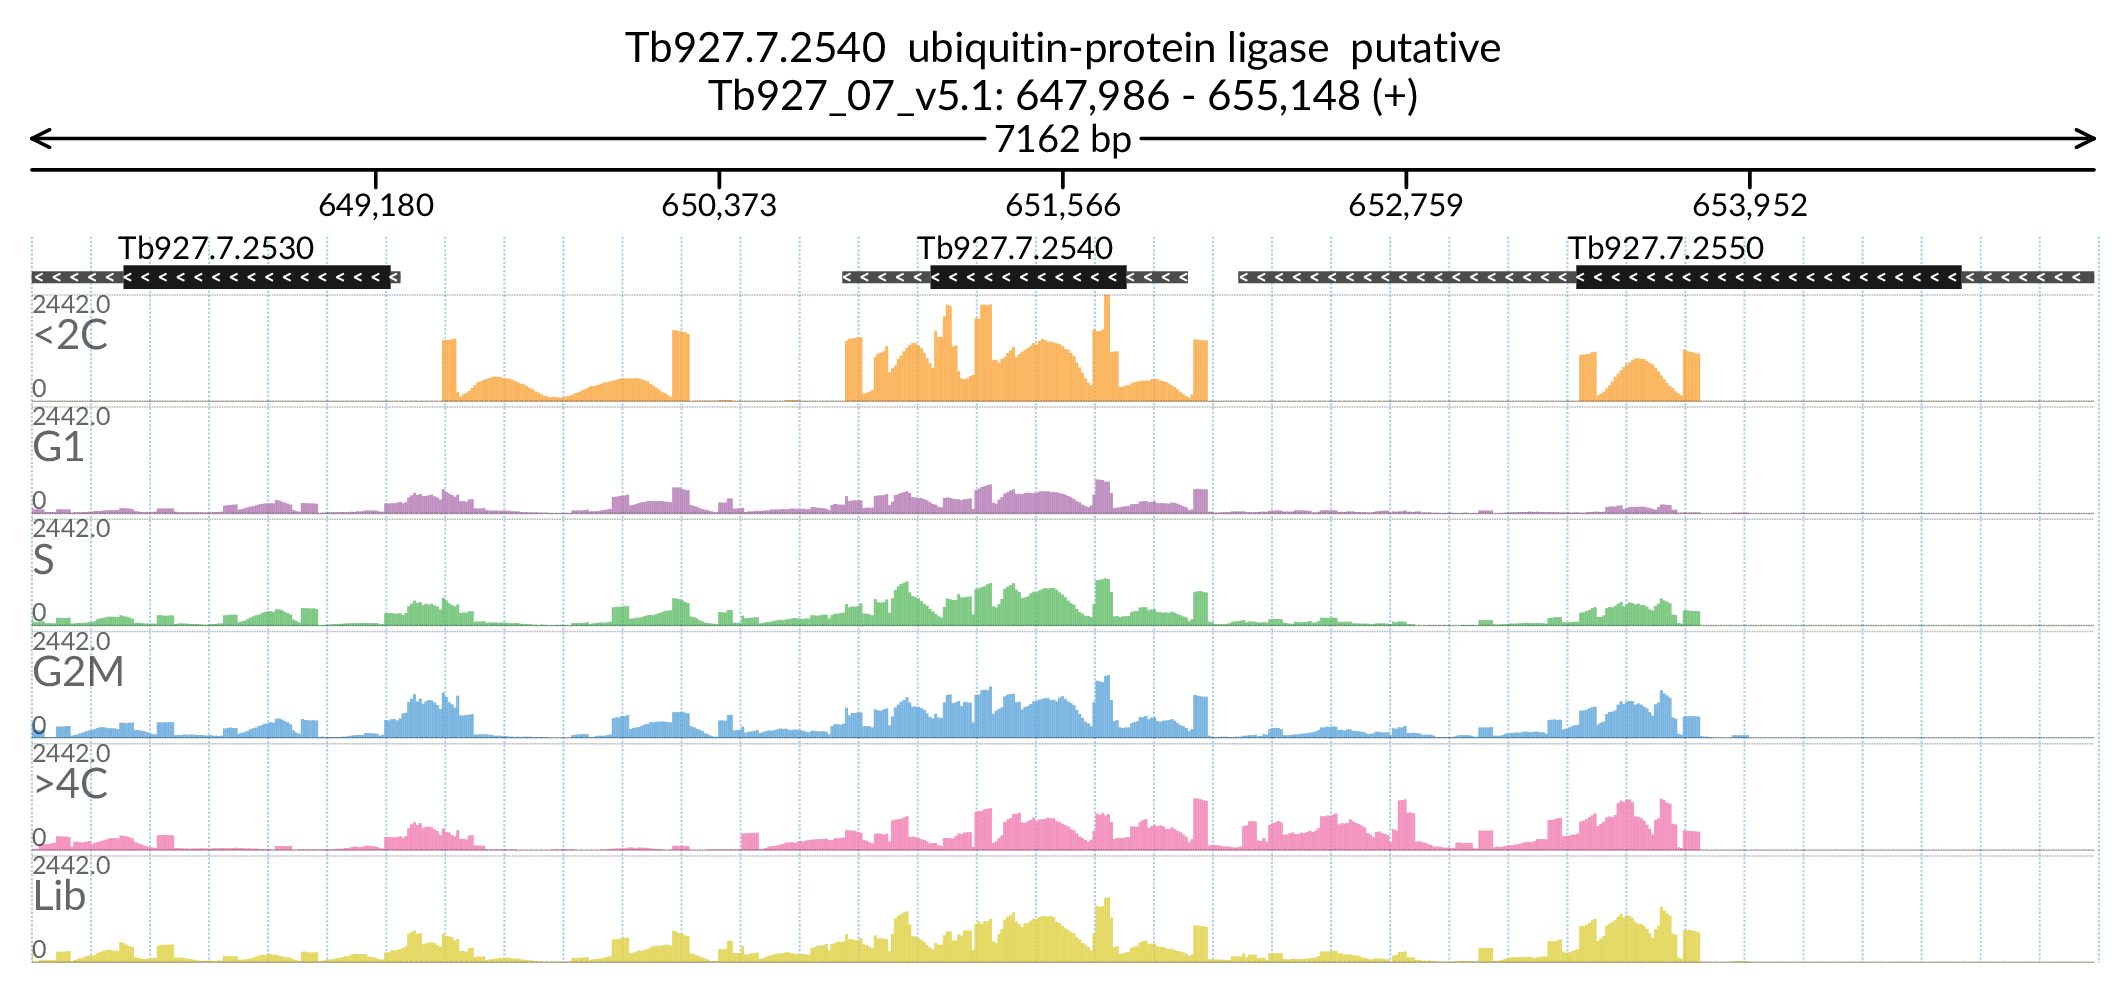 Tb927.7.2540 ubiquitin-protein ligase putative
Tb927_07_v5.1: 647,986 - 655,148 (+)
7162 bp
649,180 650,373 651,566 652,759 653,952
Tb927.7.2530 Tb927.7.2540 Tb927.7.2550
2442.0
<2C
0
2442.0
G1
0
2442.0
S
0
2442.0
G2M
0
2442.0
>4C
0
2442.0
Lib
0